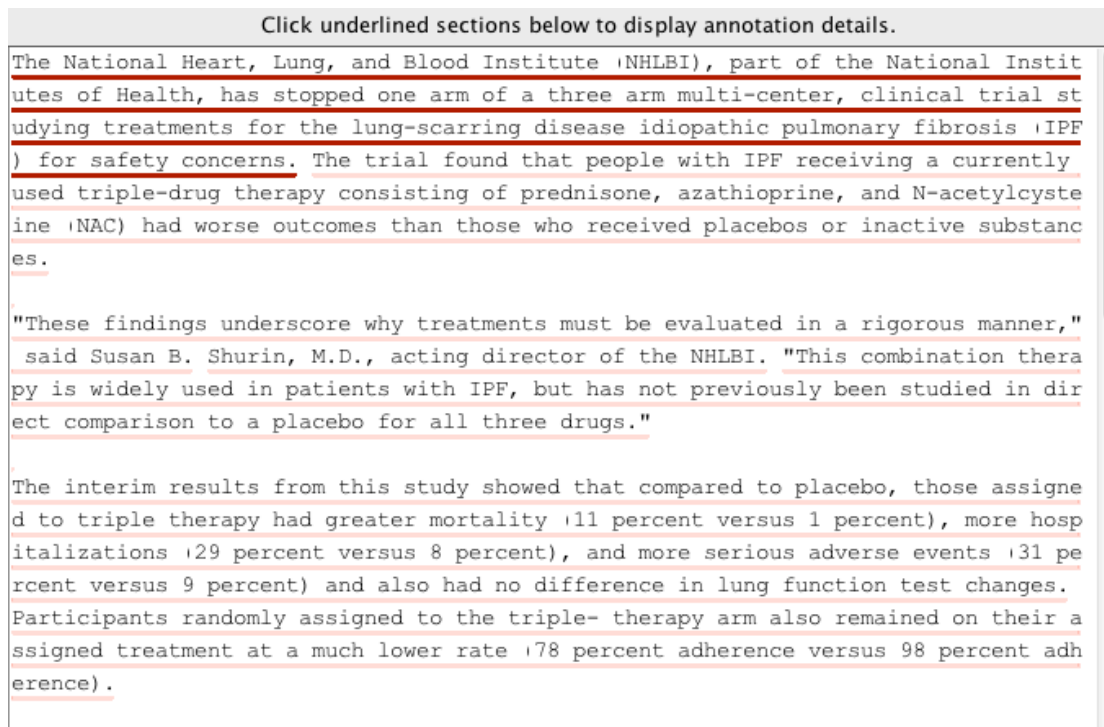 Click underlined sections below to display annotation details.
The National Heart, Lung, and Blood Institute (NHLBI), part of the National Instit
utes of Health, has stopped one arm of a three arm multi-center, clinical trial st
udying treatments for the lung-scarring disease idiopathic pulmonary fibrosis (IPF
) for safety concerns. The trial found that people with IPF receiving a currently
used triple-drug therapy consisting of prednisone, azathioprine, and N-acetylcyste
ine (NAC) had worse outcomes than those who received placebos or inactive substanc
es.
"These findings underscore why treatments must be evaluated in a rigorous manner,"
said Susan B. Shurin, M.D., acting director of the NHLBI. "This combination thera
py is widely used in patients with IPF, but has not previously been studied in dir
ect comparison to a placebo for all three drugs."
The interim results from this study showed that compared to placebo, those assigne
d to triple therapy had greater mortality (11 percent versus 1 percent), more hosp
italizations (29 percent versus 8 percent), and more serious adverse events (31 pe
rcent versus 9 percent) and also had no difference in lung function test changes.
Participants randomly assigned to the triple- therapy arm also remained on their a
ssigned treatment at a much lower rate (78 percent adherence versus 98 percent adh
erence).